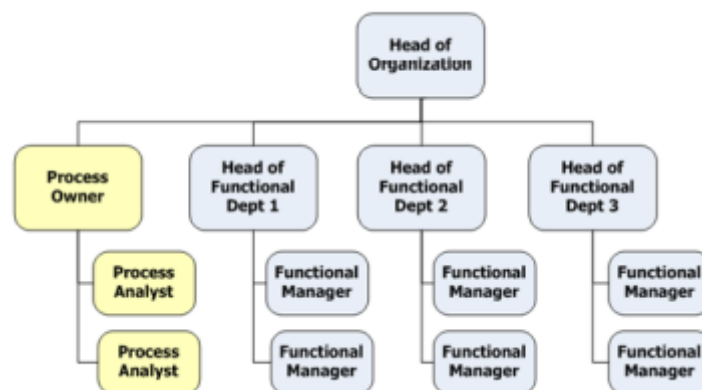 Head of
Organization
Process
Owner
Head of
Functional
Dept 1
Head of
Functional
Dept 2
Head of
Functional
Dept 3
Process
Analyst
Functional
Manager
Functional
Manager
Functional
Manager
Process
Analyst
Functional
Manager
Functional
Manager
Functional
Manager